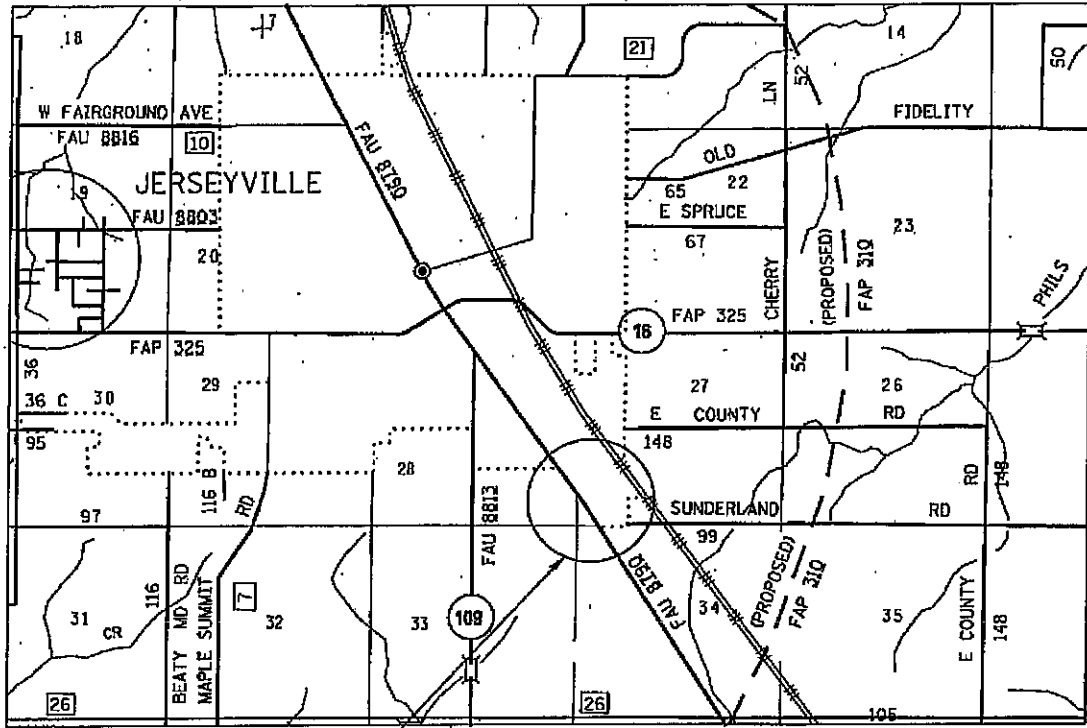 17
18
21
14
52
50
W FAIRGROUND AVE
LN
FIDELITY
FAU 8816
10
FAU 8790
OLD
JERSEYVILLE
19
65
22
FAU 8803
E SPRUCE
20
67
23
CHERRY
(PROPOSED)
FAP 310
PHILS
16
FAP 325
FAP 325
36
29
27
52
26
36 C
30
E COUNTY RD
95
148
28
116 B
RD
FAU 8813
SUNDERLAND RD
RD
148
97
99
FAU 8790
(PROPOSED)
FAP 310
31
116
7
109
34
35
CR
BEATY MD RD
MAPLE SUMMIT
32
33
E COUNTY
148
26
26
105